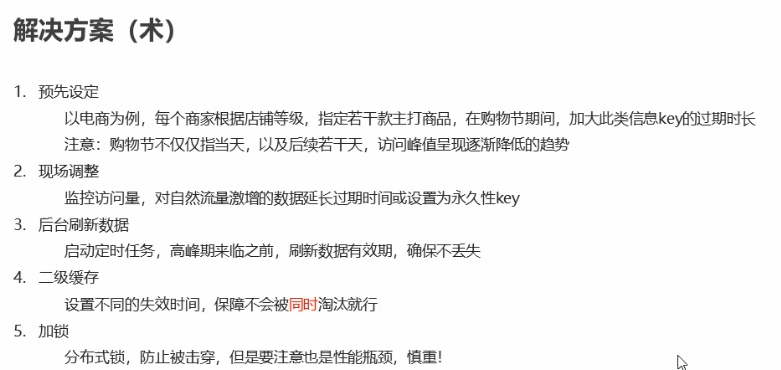 解决方案（术）
1. 预先设定
以电商为例，每个商家根据店铺等级，指定若干款主打商品，在购物节期间，加大此类信息key的过期时长
注意：购物节不仅仅指当天，以及后续若干天，访问峰值呈现逐渐降低的趋势
2. 现场调整
监控访问量，对自然流量激增的数据延长过期时间或设置为永久性key
3. 后台刷新数据
启动定时任务，高峰期来临之前，刷新数据有效期，确保不丢失
4. 二级缓存
设置不同的失效时间，保障不会被同时淘汰就行
5. 加锁
分布式锁，防止被击穿，但是要注意也是性能瓶颈，慎重！